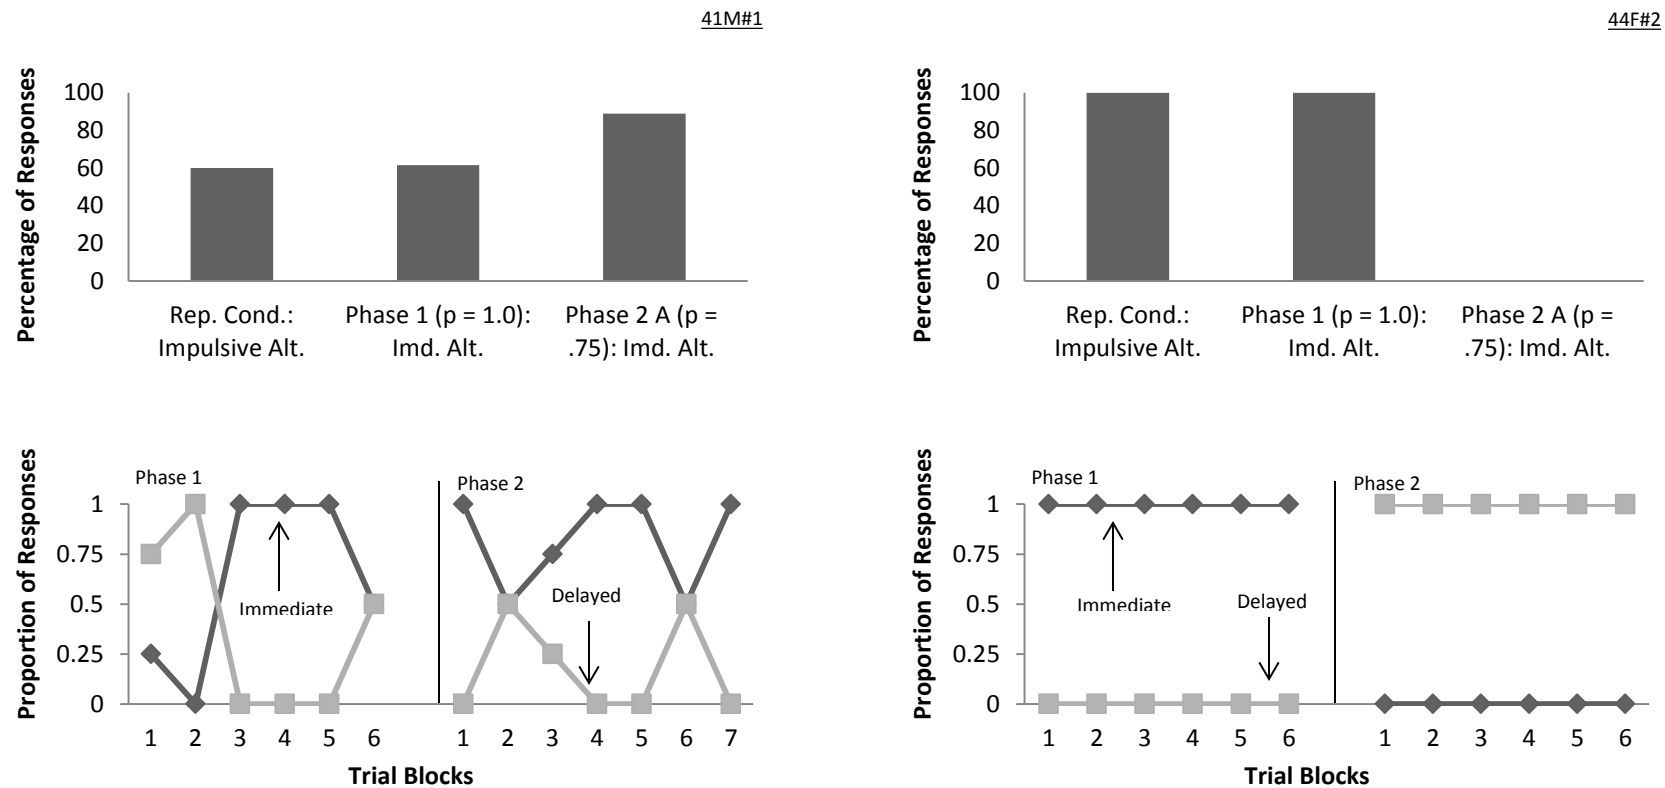 41M#1
Percentage of Responses
100
80
60
40
20
0
Rep. Cond.:
Impulsive Alt.
Phase 1 (p = 1.0):
Imd. Alt.
Phase 2 A (p =
.75): Imd. Alt.
Proportion of Responses
1
0.75
0.5
0.25
0
Phase 1
Phase 2
Immediate
Delayed
1 2 3 4 5 6 1 2 3 4 5 6 7
Trial Blocks
44F#2
Percentage of Responses
100
80
60
40
20
0
Rep. Cond.:
Impulsive Alt.
Phase 1 (p = 1.0):
Imd. Alt.
Phase 2 A (p =
.75): Imd. Alt.
Proportion of Responses
1
0.75
0.5
0.25
0
Phase 1
Phase 2
Immediate
Delayed
1 2 3 4 5 6 1 2 3 4 5 6
Trial Blocks